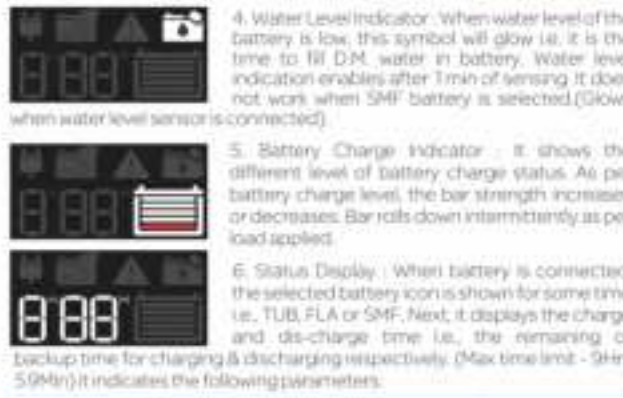 4. Water Level Indicator : When water level of the
battery is low, this symbol will glow i.e. it is the
time to fill D.M. water in battery. Water leve
indication enables after 1 min of sensing. It doe
not work when SMF battery is selected.(Glow
when water level sensor is connected)
5. Battery Charge Indicator : It shows the
different level of battery charge status. As pe
battery charge level, the bar strength increase
or decreases. Bar rolls down intermittently as pe
load applied.
6. Status Display : When battery is connected
the selected battery icon is shown for some time
i.e., TUB, FLA or SMF. Next, it displays the charge
and dis-charge time i.e., the remaining o
backup time for charging & discharging respectively. (Max time limit - 9Hr
59Min) It indicates the following parameters: